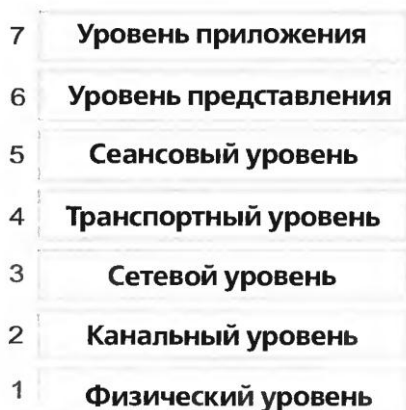 7 Уровень приложения
6 Уровень представления
5 Сеансовый уровень
4 Транспортный уровень
3 Сетевой уровень
2 Канальный уровень
1 Физический уровень